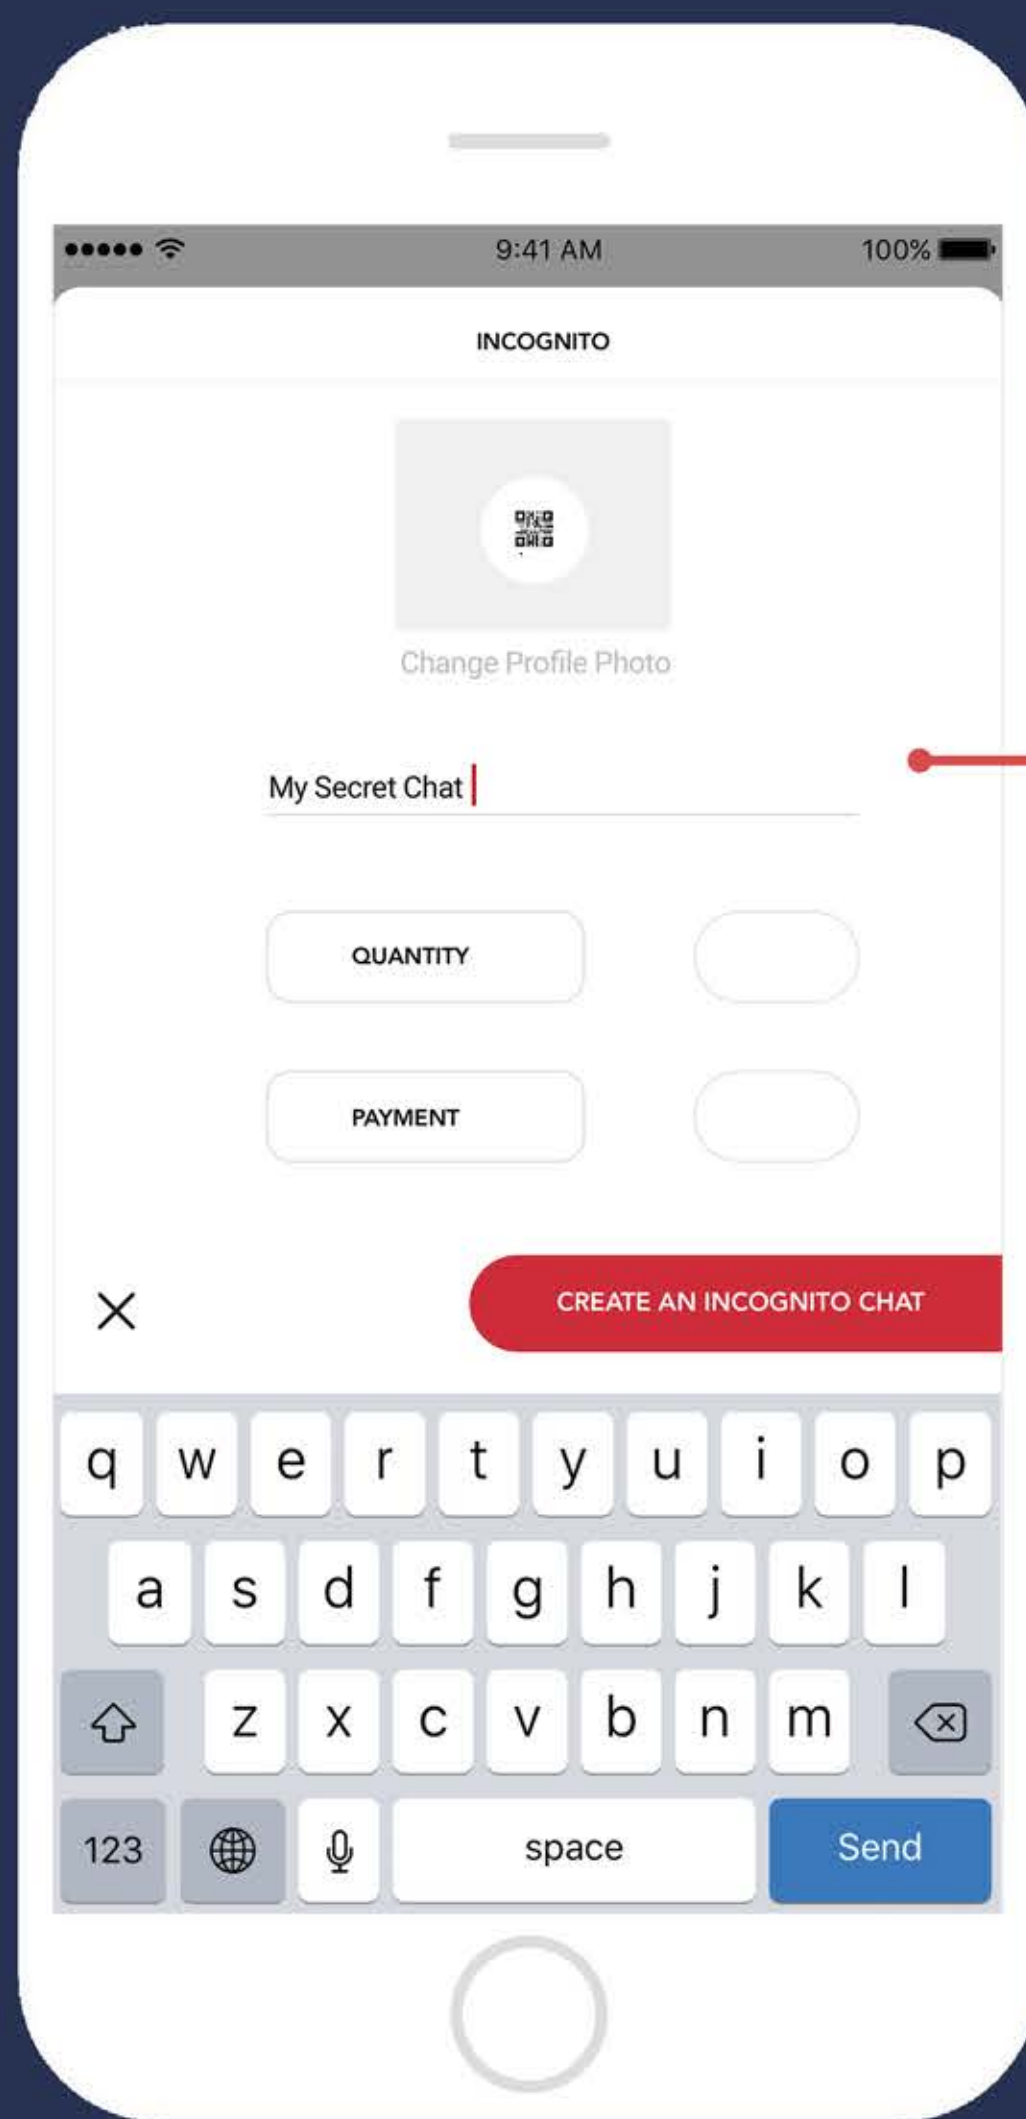 9:41 AM 100%
INCOGNITO
Change Profile Photo
My Secret Chat
QUANTITY
PAYMENT
CREATE AN INCOGNITO CHAT
q w e r t y u i o p
a s d f g h j k l
z x c v b n m
123 space Send